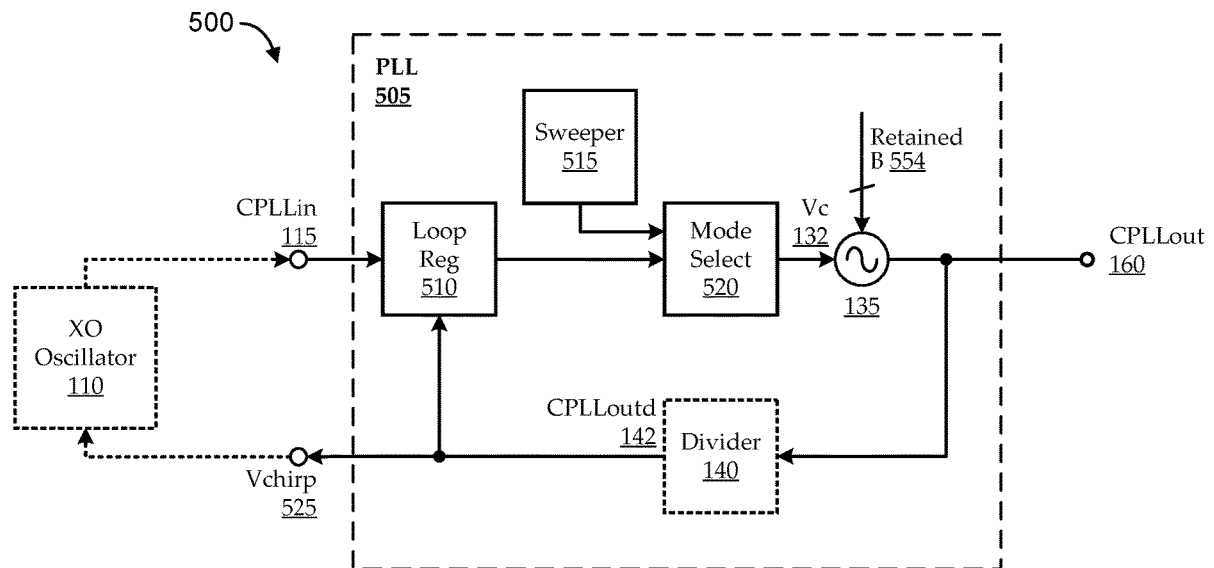 500
PLL
505
Sweeper
515
Retained
B 554
CPLLin
115
Loop
Reg
510
Mode
Select
520
Vc
132
135
CPLLout
160
XO
Oscillator
110
CPLLoutd
142
Divider
140
Vchirp
525